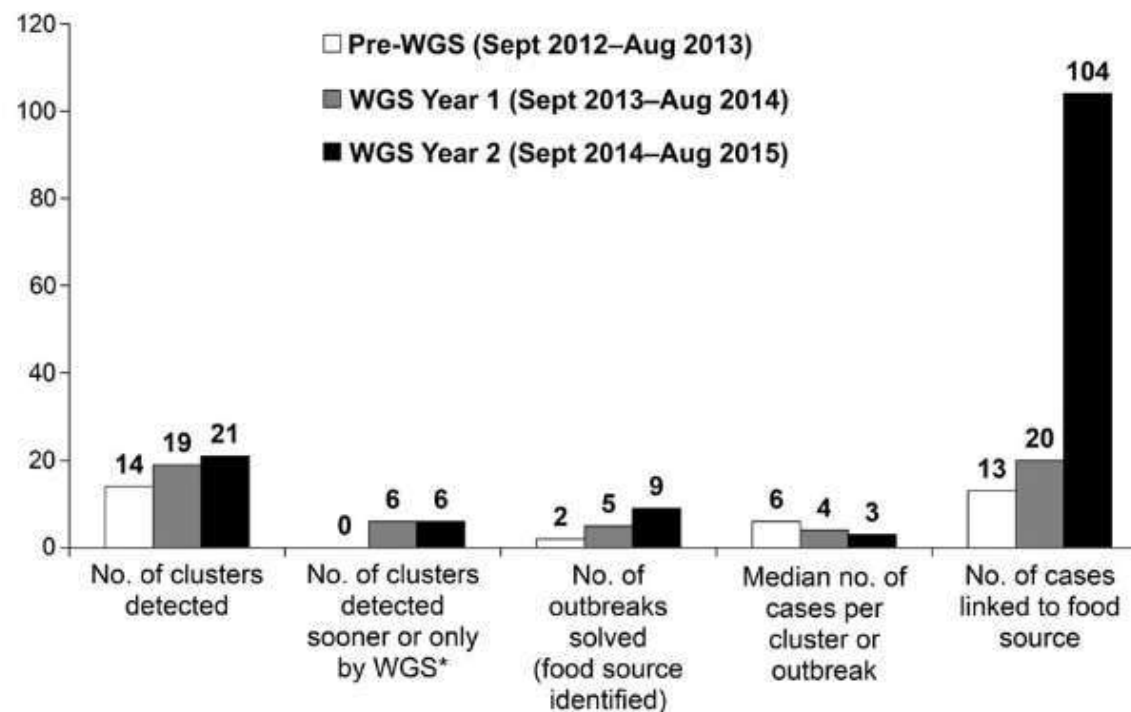 120
100
80
60
40
20
0
Pre-WGS (Sept 2012–Aug 2013)
WGS Year 1 (Sept 2013–Aug 2014)
WGS Year 2 (Sept 2014–Aug 2015)
14
19
21
0
6
6
2
5
9
6
4
3
13
20
104
No. of clusters
detected
No. of clusters
detected
sooner or only
by WGS*
No. of
outbreaks
solved
(food source
identified)
Median no. of
cases per
cluster or
outbreak
No. of cases
linked to food
source